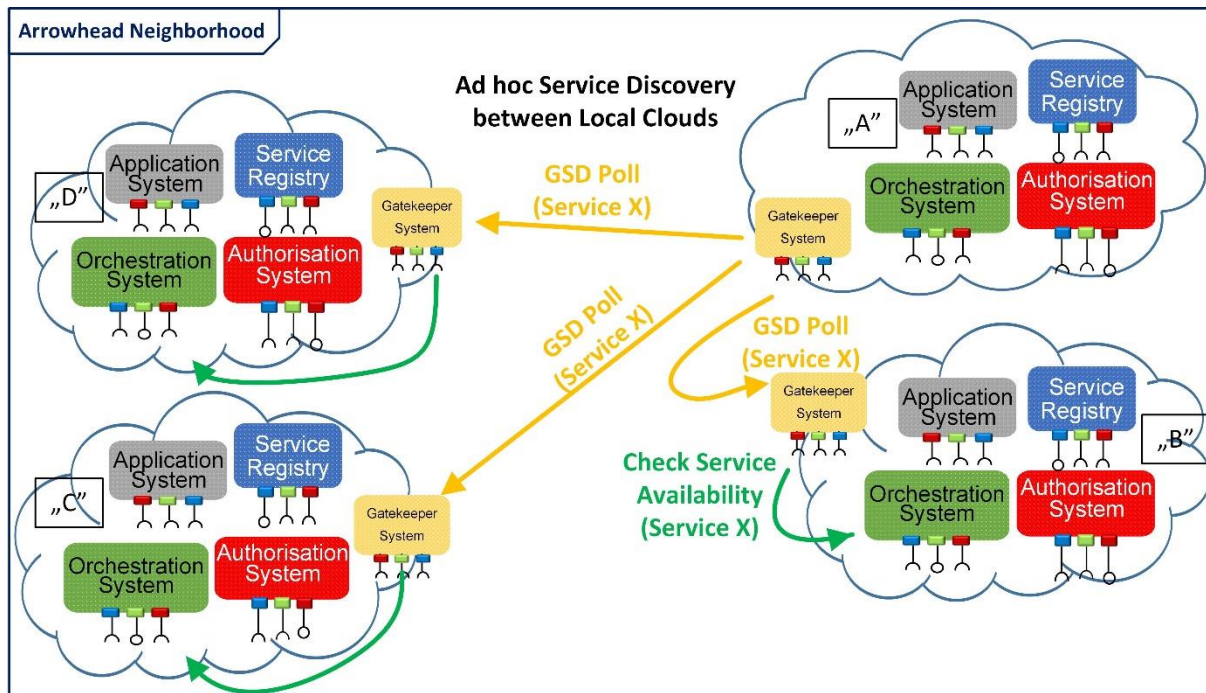 Arrowhead Neighborhood
Ad hoc Service Discovery
between Local Clouds
„A”
Application
System
Service
Registry
Orchestration
System
Authorisation
System
Gatekeeper
System
„D”
Application
System
Service
Registry
Orchestration
System
Authorisation
System
Gatekeeper
System
GSD Poll
(Service X)
GSD Poll
(Service X)
GSD Poll
(Service X)
„C”
Application
System
Service
Registry
Orchestration
System
Authorisation
System
Gatekeeper
System
Check Service
Availability
(Service X)
Gatekeeper
System
Application
System
Service
Registry
„B”
Orchestration
System
Authorisation
System